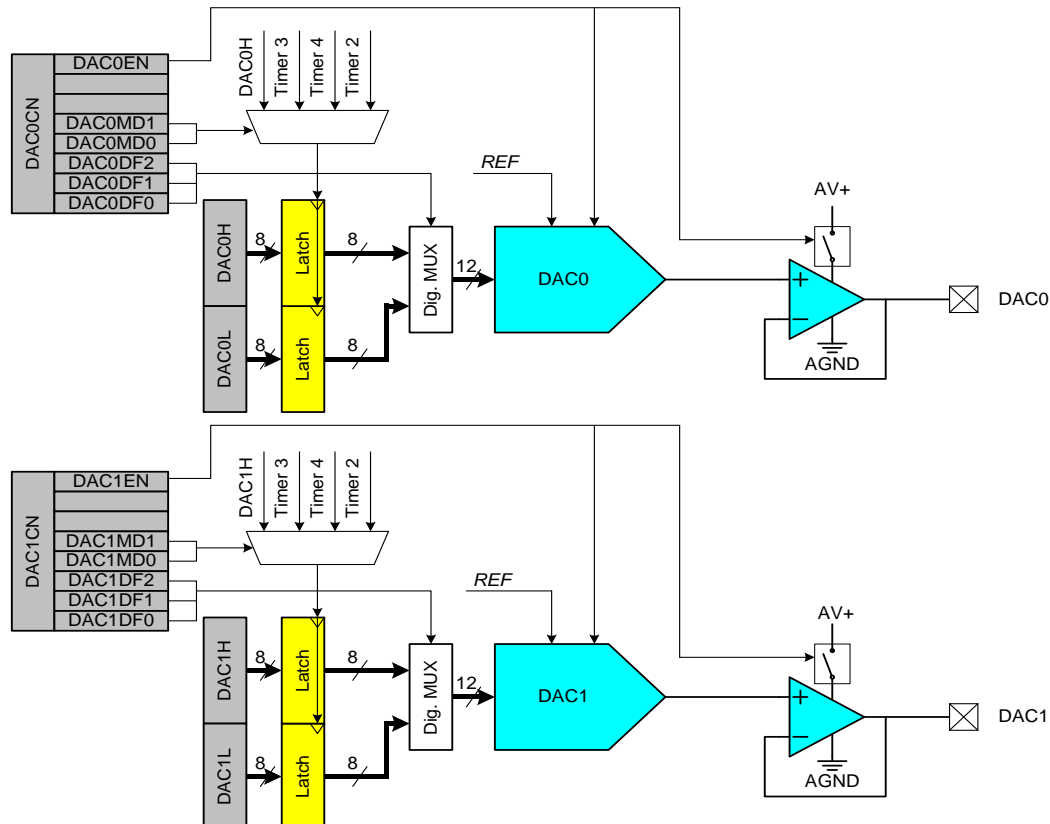 DAC0EN
DAC0CN
DAC0MD1
DAC0MD0
DAC0DF2
DAC0DF1
DAC0DF0
DAC0H
Timer 3
Timer 4
Timer 2
REF
AV+
DAC0H
8
Latch
8
Dig. MUX
12
DAC0
+
−
DAC0
DAC0L
8
Latch
8
AGND
DAC1EN
DAC1CN
DAC1MD1
DAC1MD0
DAC1DF2
DAC1DF1
DAC1DF0
DAC1H
Timer 3
Timer 4
Timer 2
REF
AV+
DAC1H
8
Latch
8
Dig. MUX
12
DAC1
+
−
DAC1
DAC1L
8
Latch
8
AGND